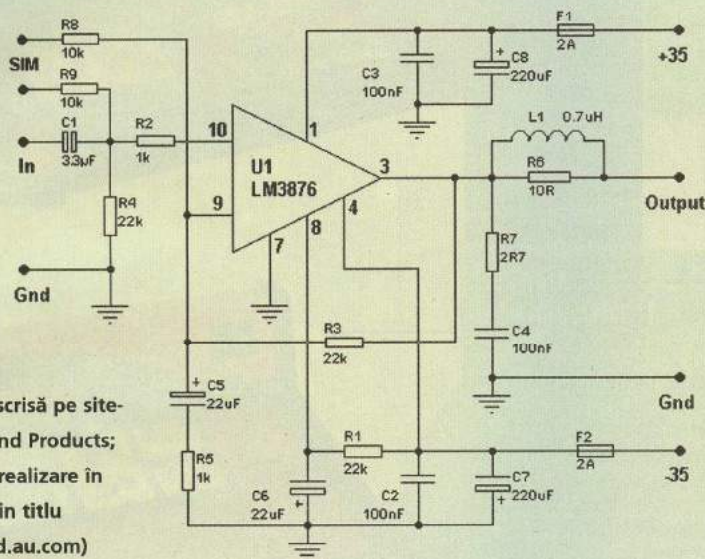 R8
10k
SIM
R9
10k
C1
33µF
In
R2
1k
R4
22k
Gnd
10
9
U1
LM3876
1
3
4
8
7
C3
100nF
C8
+
220uF
F1
2A
+35
L1
0.7uH
R6
10R
Output
R7
2R7
C4
100nF
Gnd
R3
22k
C5
+
22uF
R5
1k
R1
22k
C6
22uF
+
C2
100nF
C7
220uF
+
F2
2A
-35
scrisă pe site-
nd Products;
realizare în
in titlu
d.au.com)